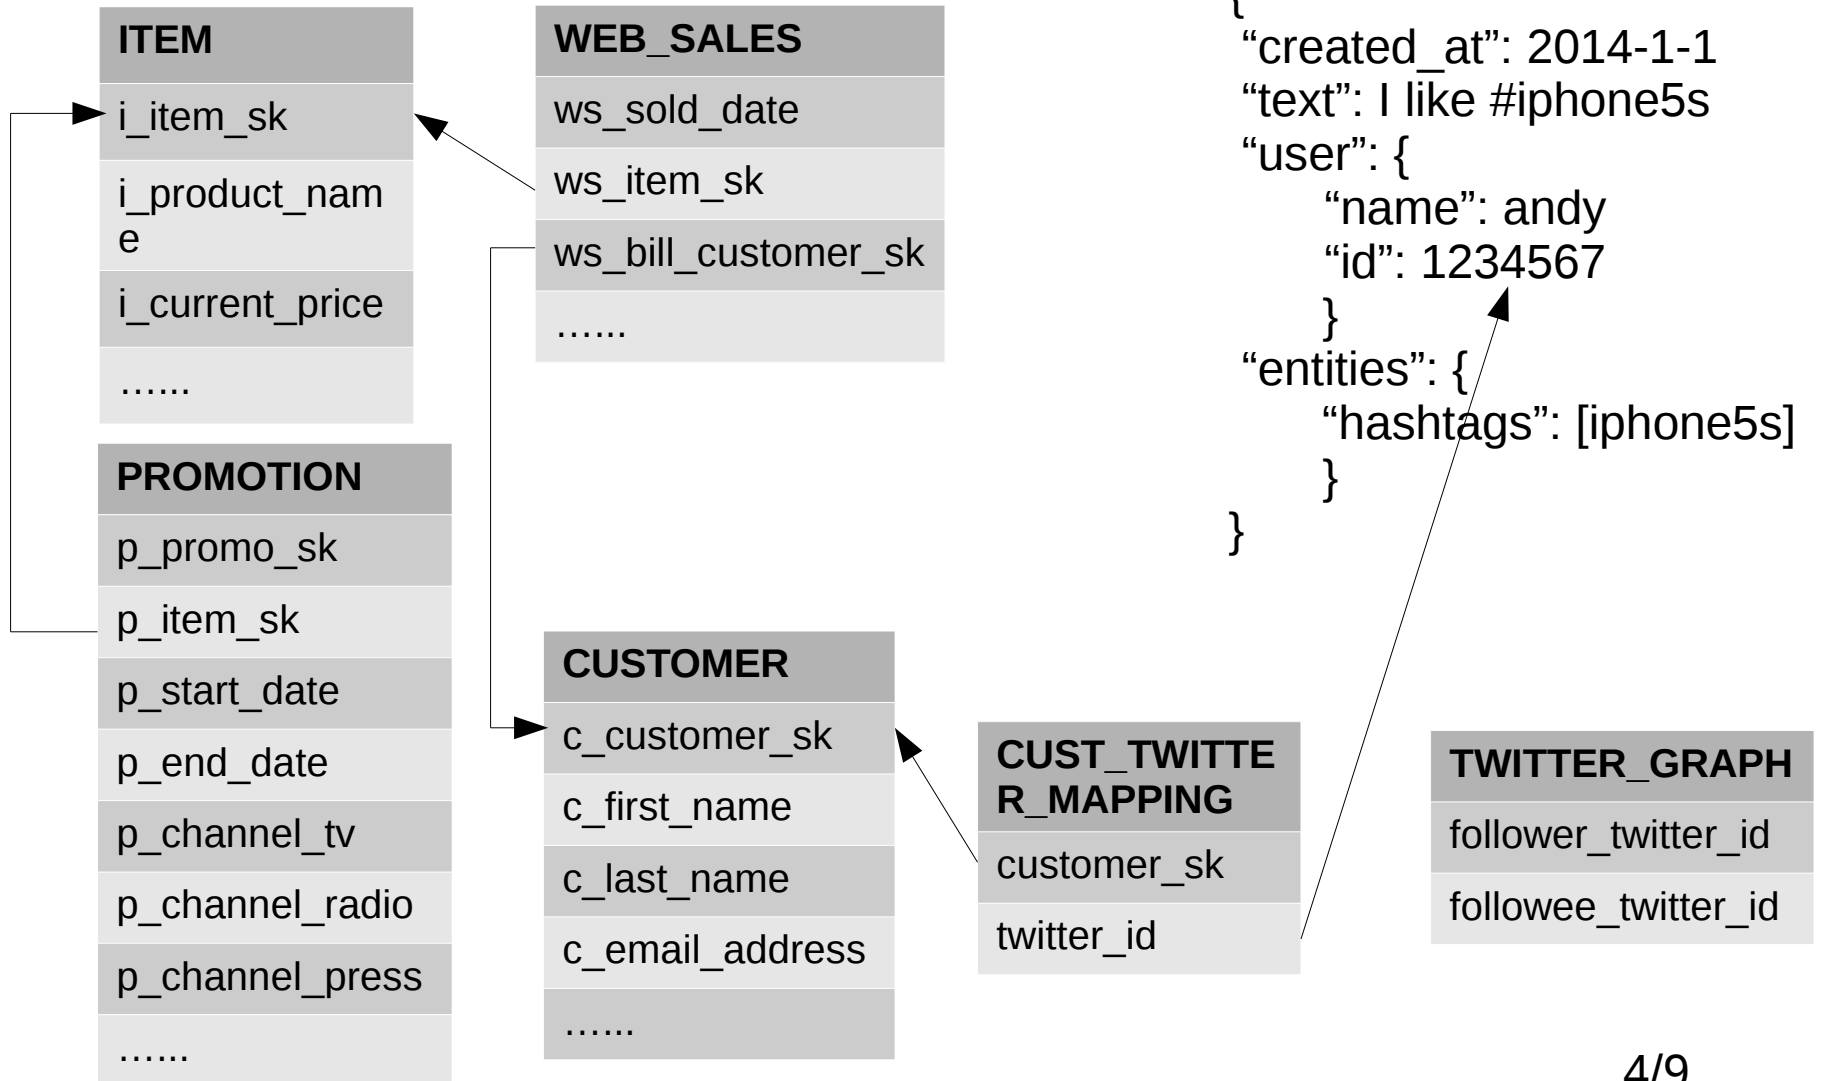 ITEM
i_item_sk
i_product_nam
e
i_current_price
…...
WEB_SALES
ws_sold_date
ws_item_sk
ws_bill_customer_sk
…...
{
“created_at”: 2014-1-1
“text”: I like #iphone5s
“user”: {
“name”: andy
“id”: 1234567
}
“entities”: {
“hashtags”: [iphone5s]
}
}
PROMOTION
p_promo_sk
p_item_sk
p_start_date
p_end_date
p_channel_tv
p_channel_radio
p_channel_press
…...
CUSTOMER
c_customer_sk
c_first_name
c_last_name
c_email_address
…...
CUST_TWITTE
R_MAPPING
customer_sk
twitter_id
TWITTER_GRAPH
follower_twitter_id
followee_twitter_id
4/9